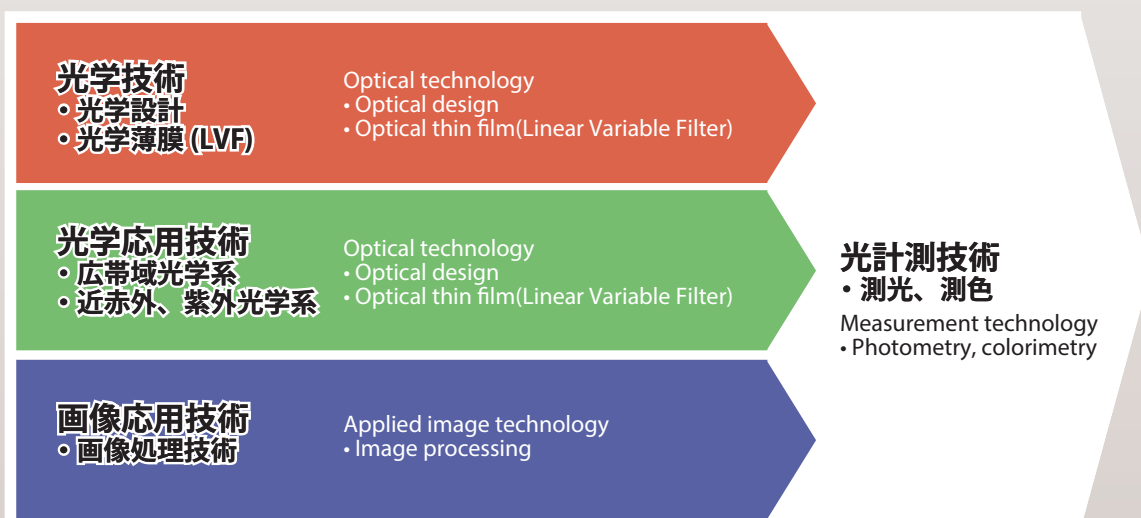 光学技術
・光学設計
・光学薄膜 (LVF)
Optical technology
• Optical design
• Optical thin film(Linear Variable Filter)
光学応用技術
・広帯域光学系
・近赤外、紫外光学系
Optical technology
• Optical design
• Optical thin film(Linear Variable Filter)
画像応用技術
・画像処理技術
Applied image technology
• Image processing
光計測技術
・測光、測色
Measurement technology
• Photometry, colorimetry